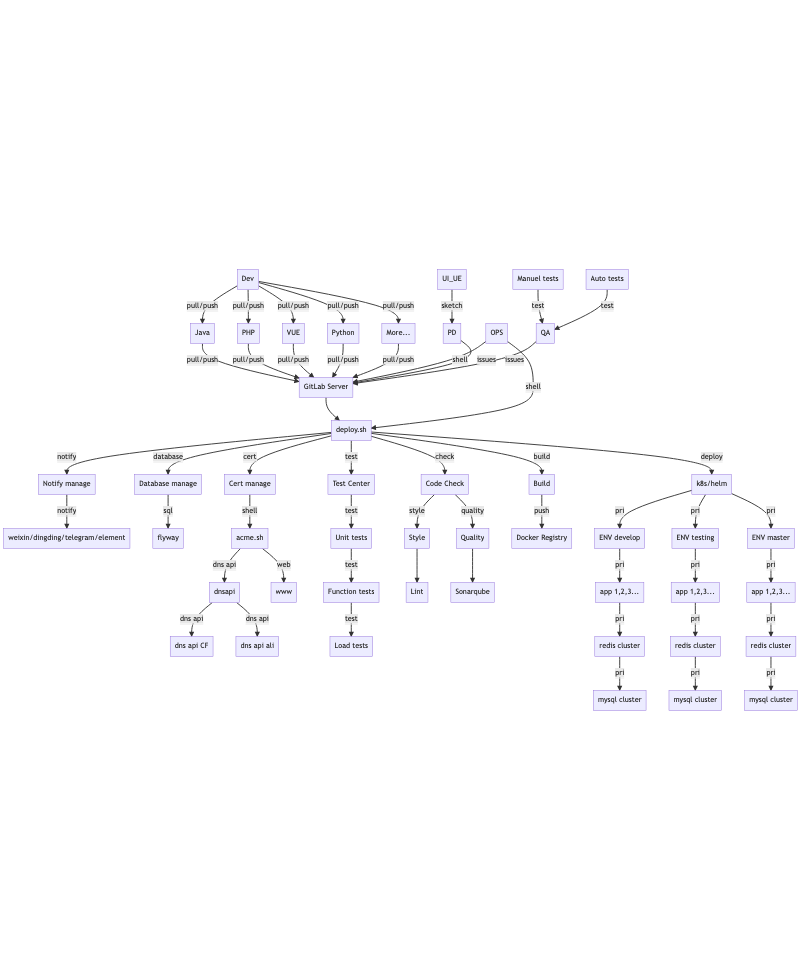 Dev
UI_UE
Manuel tests
Auto tests
pull/push
pull/push
pull/push
pull/push
pull/push
sketch
test
test
Java
PHP
VUE
Python
More...
PD
OPS
QA
pull/push
pull/push
pull/push
pull/push
pull/push
shell
issues
issues
GitLab Server
shell
deploy.sh
notify
database
cert
test
check
build
deploy
Notify manage
Database manage
Cert manage
Test Center
Code Check
Build
k8s/helm
notify
sql
shell
test
style
quality
push
pri
pri
pri
weixin/dingding/telegram/element
flyway
acme.sh
Unit tests
Style
Quality
Docker Registry
ENV develop
ENV testing
ENV master
dns api
web
test
pri
pri
pri
dnsapi
www
Function tests
Lint
Sonarqube
app 1,2,3...
app 1,2,3...
app 1,2,3...
dns api
dns api
test
pri
pri
pri
dns api CF
dns api ali
Load tests
redis cluster
redis cluster
redis cluster
pri
pri
pri
mysql cluster
mysql cluster
mysql cluster